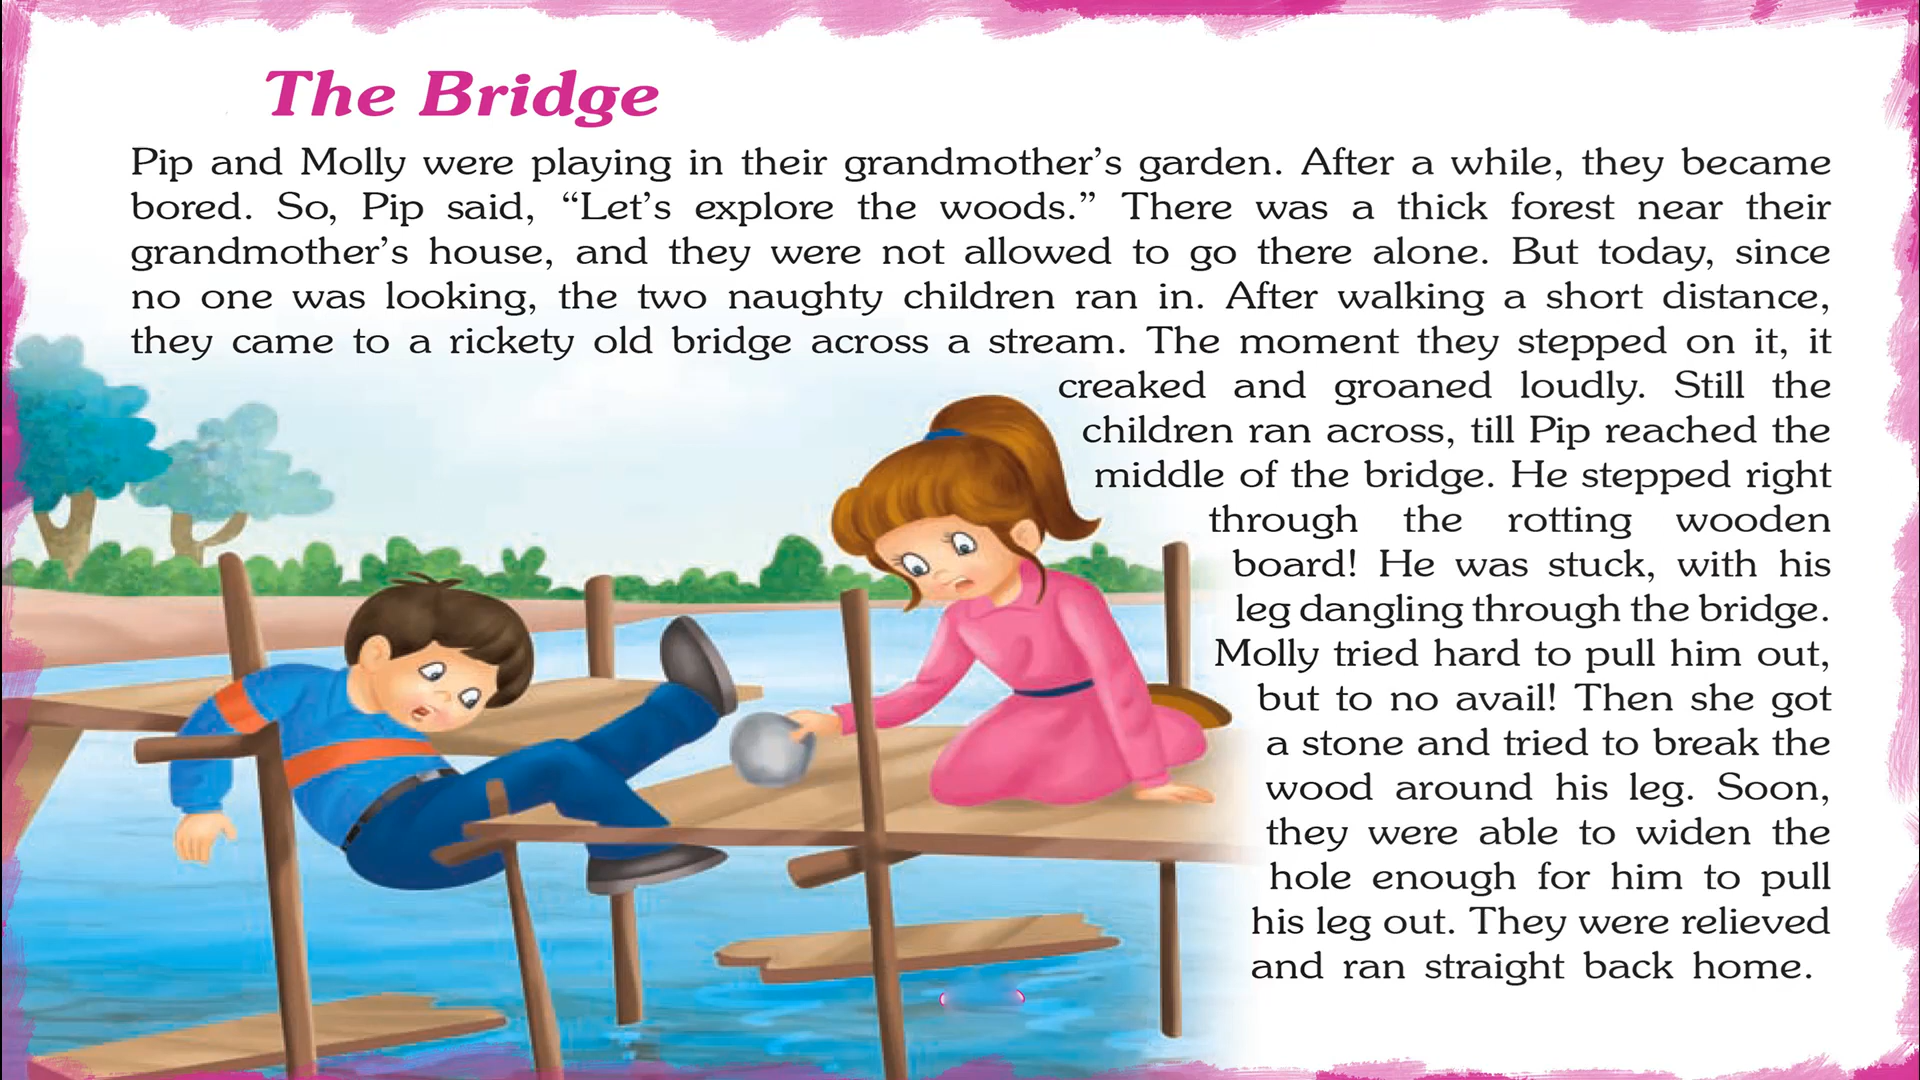 The Bridge
Pip and Molly were playing in their grandmother’s garden. After a while, they became
bored. So, Pip said, “Let’s explore the woods.” There was a thick forest near their
grandmother’s house, and they were not allowed to go there alone. But today, since
no one was looking, the two naughty children ran in. After walking a short distance,
they came to a rickety old bridge across a stream. The moment they stepped on it, it
creaked and groaned loudly. Still the
children ran across, till Pip reached the
middle of the bridge. He stepped right
through the rotting wooden
board! He was stuck, with his
leg dangling through the bridge.
Molly tried hard to pull him out,
but to no avail! Then she got
a stone and tried to break the
wood around his leg. Soon,
they were able to widen the
hole enough for him to pull
his leg out. They were relieved
and ran straight back home.